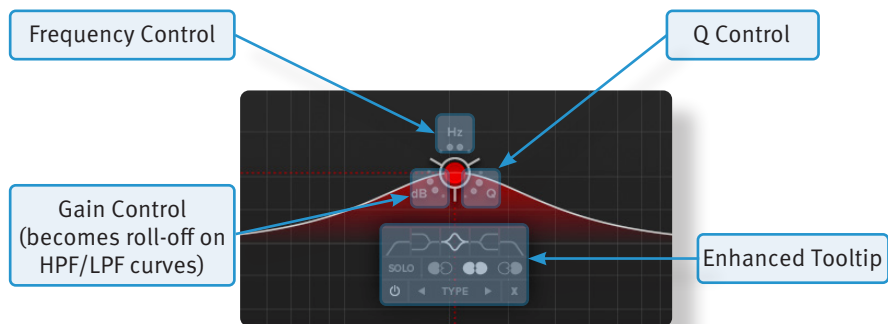 Frequency Control
Q Control
Hz
dB
Q
Gain Control
(becomes roll-off on
HPF/LPF curves)
Enhanced Tooltip
SOLO
TYPE
X